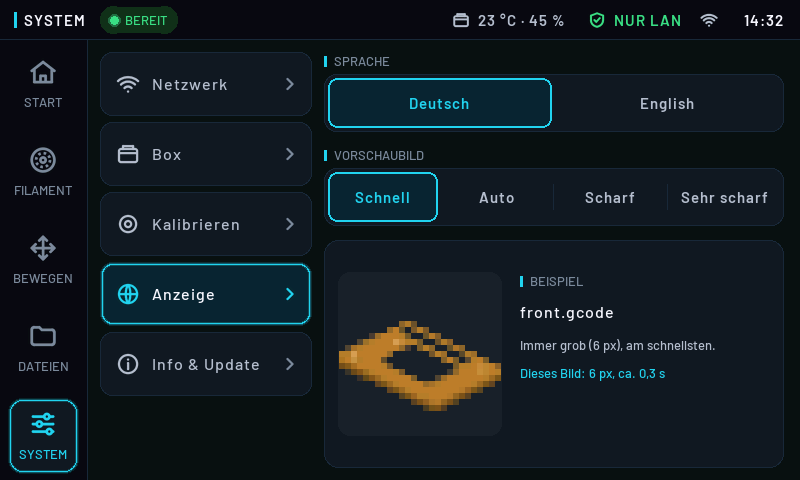 SYSTEM
BEREIT
23 °C · 45 %
NUR LAN
14:32
START
FILAMENT
BEWEGEN
DATEIEN
SYSTEM
Netzwerk
Box
Kalibrieren
Anzeige
Info & Update
SPRACHE
Deutsch
English
VORSCHAUBILD
Schnell
Auto
Scharf
Sehr scharf
BEISPIEL
front.gcode
Immer grob (6 px), am schnellsten.
Dieses Bild: 6 px, ca. 0,3 s